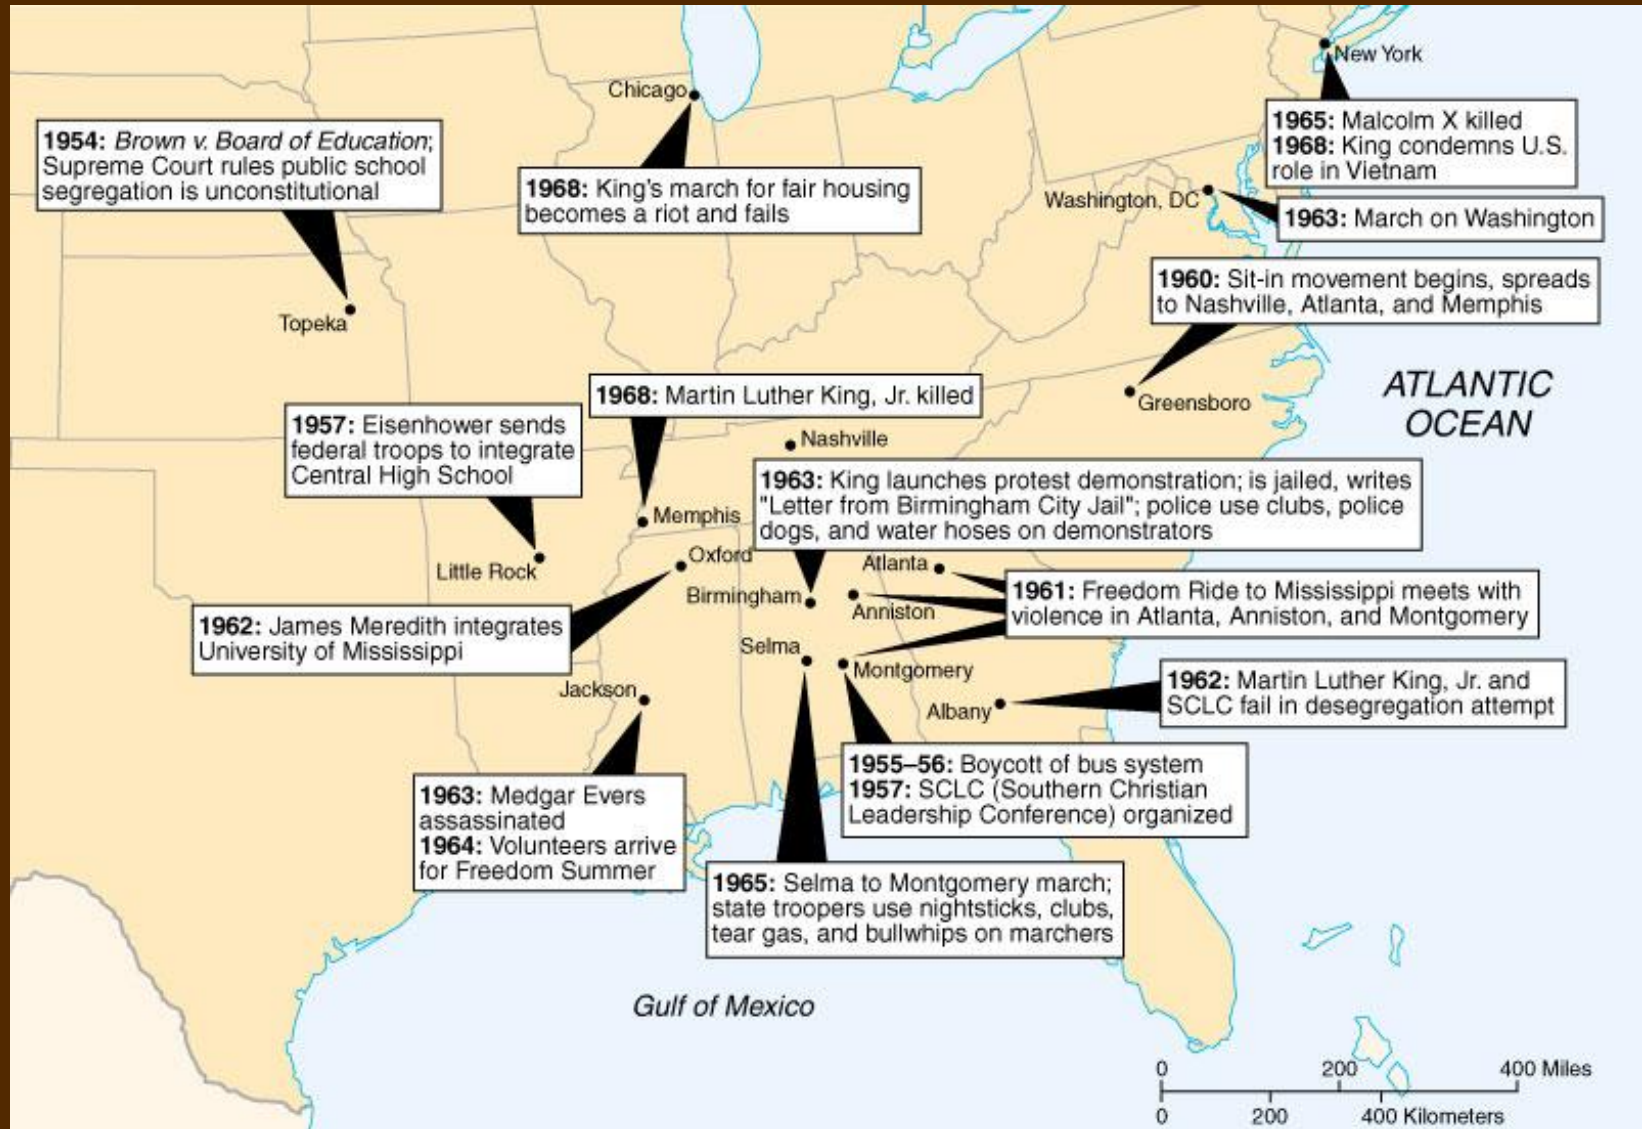 New York
Chicago
1965: Malcolm X killed
1968: King condemns U.S.
role in Vietnam
1954: Brown v. Board of Education;
Supreme Court rules public school
segregation is unconstitutional
1968: King's march for fair housing
becomes a riot and fails
Washington, DC
1963: March on Washington
1960: Sit-in movement begins, spreads
to Nashville, Atlanta, and Memphis
Topeka
1968: Martin Luther King, Jr. killed
Greensboro
ATLANTIC
OCEAN
1957: Eisenhower sends
federal troops to integrate
Central High School
Nashville
1963: King launches protest demonstration; is jailed, writes
"Letter from Birmingham City Jail"; police use clubs, police
dogs, and water hoses on demonstrators
Memphis
Oxford
Atlanta
Little Rock
Birmingham
Anniston
1961: Freedom Ride to Mississippi meets with
violence in Atlanta, Anniston, and Montgomery
1962: James Meredith integrates
University of Mississippi
Selma
Montgomery
Jackson
Albany
1962: Martin Luther King, Jr. and
SCLC fail in desegregation attempt
1955–56: Boycott of bus system
1957: SCLC (Southern Christian
Leadership Conference) organized
1963: Medgar Evers
assassinated
1964: Volunteers arrive
for Freedom Summer
1965: Selma to Montgomery march;
state troopers use nightsticks, clubs,
tear gas, and bullwhips on marchers
Gulf of Mexico
0 200 400 Miles
0 200 400 Kilometers